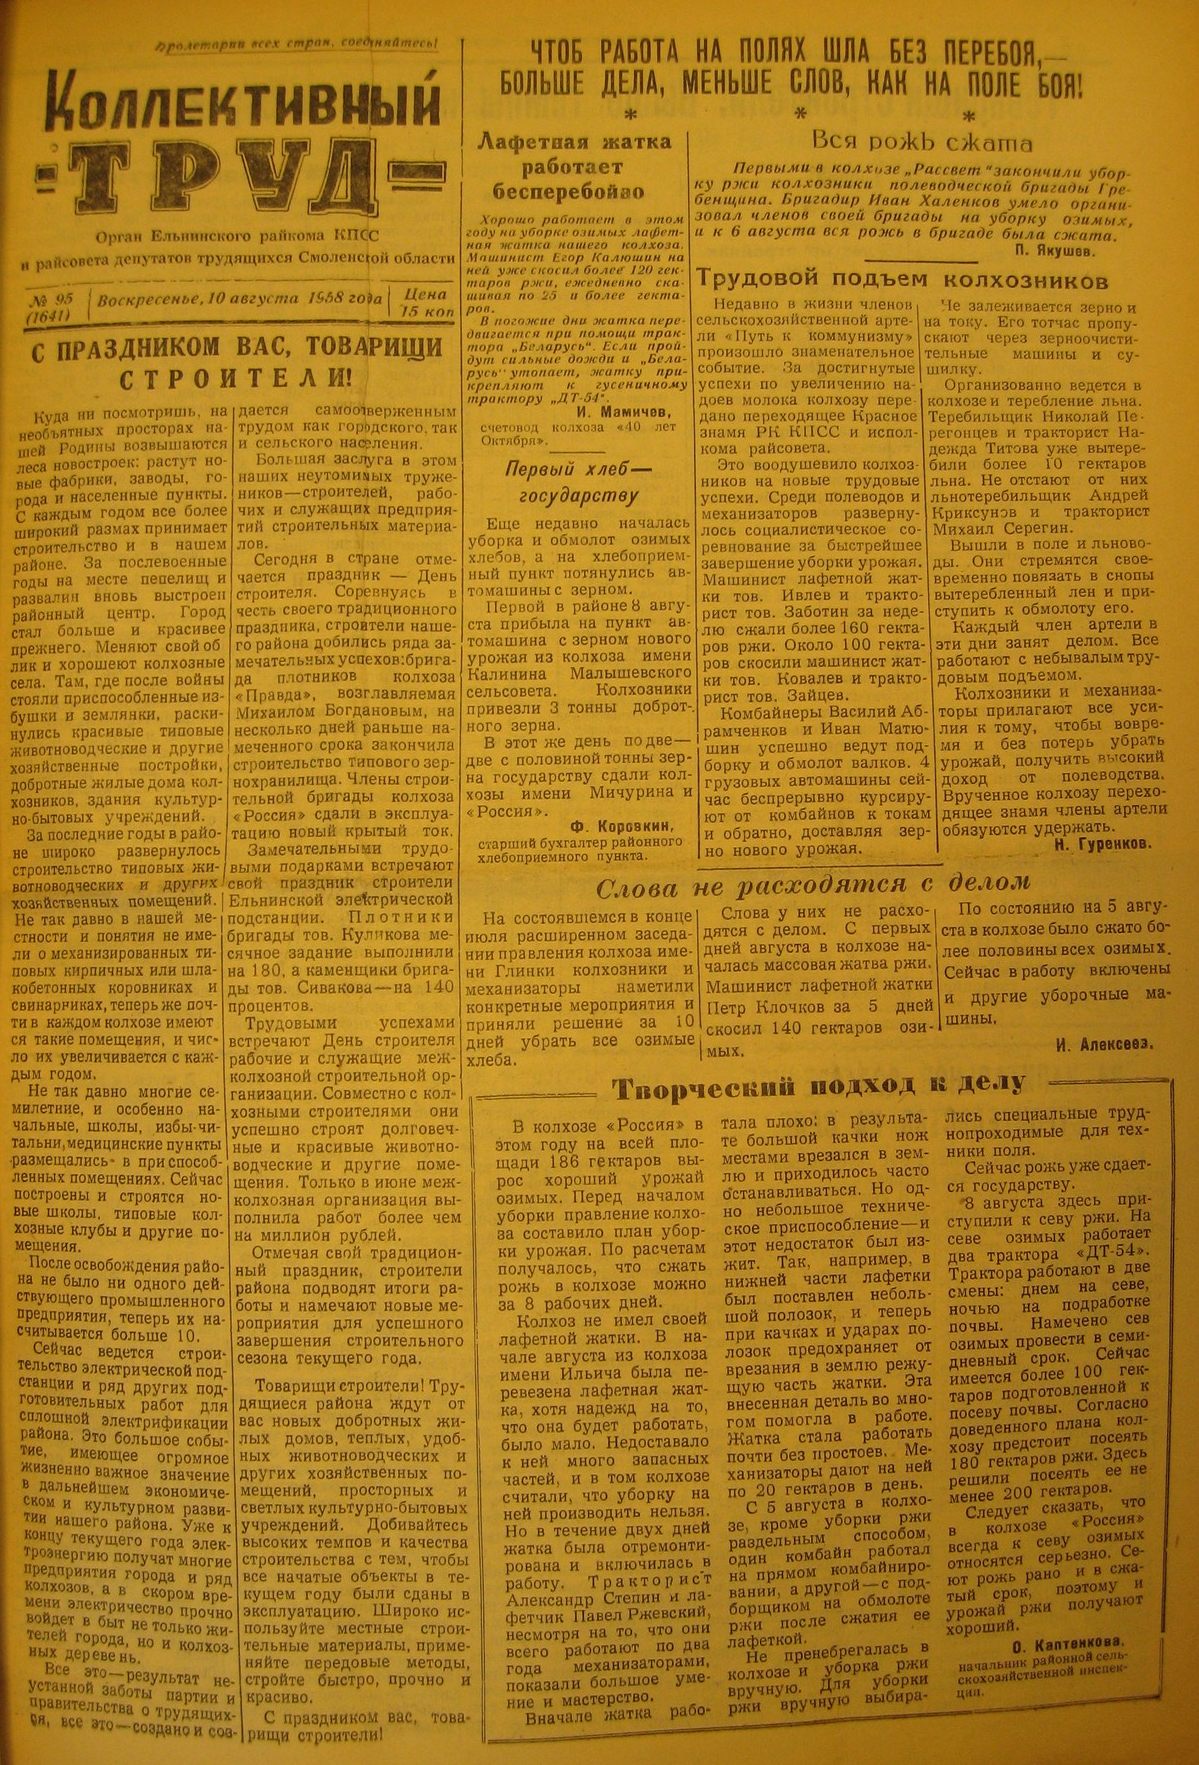 Пролетарии всех стран, соединяйтесь!
КОЛЛЕКТИВНЫЙ
ТРУД
Орган Ельнинского райкома КПСС
и райсовета депутатов трудящихся Смоленской области
№ 95
(1641)
Воскресенье, 10 августа 1958 года
Цена
15 коп
С ПРАЗДНИКОМ ВАС, ТОВАРИЩИ
СТРОИТЕЛИ!
Куда ни посмотришь, на
необъятных просторах на-
шей Родины возвышаются
леса новостроек: растут но-
вые фабрики, заводы, го-
рода и населенные пункты.
С каждым годом все более
широкий размах принимает
строительство и в нашем
районе. За послевоенные
годы на месте пепелищ и
развалин вновь выстроен
районный центр. Город
стал больше и красивее
прежнего. Меняют свой об
лик и хорошеют колхозные
села. Там, где после войны
стояли приспособленные из-
бушки и землянки, раски-
нулись красивые типовые
животноводческие и другие
хозяйственные постройки,
добротные жилые дома кол-
хозников, здания культур-
но-бытовых учреждений.
За последние годы в райо-
не широко развернулось
строительство типовых жи-
вотноводческих и других
хозяйственных помещений.
Не так давно в нашей ме-
стности и понятия не име-
ли о механизированных ти-
повых кирпичных или шла-
кобетонных коровниках и
свинарниках, теперь же поч-
ти в каждом колхозе имеют
ся такие помещения, и чис-
ло их увеличивается с каж-
дым годом.
Не так давно многие се-
милетние, и особенно на-
чальные, школы, избы-чи-
тальни, медицинские пункты
размещались в приспособ-
ленных помещениях. Сейчас
построены и строятся но-
вые школы, типовые кол-
хозные клубы и другие по-
мещения.
После освобождения райо-
на не было ни одного дей-
ствующего промышленного
предприятия, теперь их на-
считывается больше 10.
Сейчас ведется строи-
тельство электрической под-
станции и ряд других под-
готовительных работ для
сплошной электрификации
района. Это большое собы-
тие, имеющее огромное
жизненно важное значение
в дальнейшем экономиче-
ском и культурном разви-
тии нашего района. Уже к
концу текущего года элек-
троэнергию получат многие
предприятия города и ряд
колхозов, а в скором вре-
мени электричество прочно
войдет в быт не только жи-
телей города, но и колхоз-
ных деревень.
Все это—результат не-
устанной заботы партии и
правительства о трудящих-
ся, все это—создано и соз-
дается самоотверженным
трудом как городского, так
и сельского населения.
Большая заслуга в этом
наших неутомимых труже-
ников—строителей, рабо-
чих и служащих предприя-
тий строительных материа-
лов.
Сегодня в стране отме-
чается праздник — День
строителя. Соревнуясь в
честь своего традиционного
праздника, строители наше-
го района добились ряда за-
мечательных успехов: брига-
да плотников колхоза
«Правда», возглавляемая
Михаилом Богдановым, на
несколько дней раньше на-
меченного срока закончила
строительство типового зер-
нохранилища. Члены строи-
тельной бригады колхоза
«Россия» сдали в эксплуа-
тацию новый крытый ток.
Замечательными трудо-
выми подарками встречают
свой праздник строители
Ельнинской электрической
подстанции. Плотники
бригады тов. Куликова ме-
сячное задание выполнили
на 180, а каменщики брига-
ды тов. Сивакова—на 140
процентов.
Трудовыми успехами
встречают День строителя
рабочие и служащие меж-
колхозной строительной ор-
ганизации. Совместно с кол-
хозными строителями они
успешно строят долговеч-
ные и красивые животно-
водческие и другие поме-
щения. Только в июне меж-
колхозная организация вы-
полнила работ более чем
на миллион рублей.
Отмечая свой традицион-
ный праздник, строители
района подводят итоги ра-
боты и намечают новые ме-
роприятия для успешного
завершения строительного
сезона текущего года.
Товарищи строители! Тру-
дящиеся района ждут от
вас новых добротных жи-
лых домов, теплых, удоб-
ных животноводческих и
других хозяйственных по-
мещений, просторных и
светлых культурно-бытовых
учреждений. Добивайтесь
высоких темпов и качества
строительства с тем, чтобы
все начатые объекты в те-
кущем году были сданы в
эксплуатацию. Широко ис-
пользуйте местные строи-
тельные материалы, приме-
няйте передовые методы,
стройте быстро, прочно и
красиво.
С праздником вас, това-
рищи строители!
ЧТОБ РАБОТА НА ПОЛЯХ ШЛА БЕЗ ПЕРЕБОЯ,—
БОЛЬШЕ ДЕЛА, МЕНЬШЕ СЛОВ, КАК НА ПОЛЕ БОЯ!
* * *
Лафетная жатка
работает
бесперебойно
Хорошо работает в этом
году на уборке озимых лафет-
ная жатка нашего колхоза.
Машинист Егор Калюшин на
ней уже скосил более 120 гек-
таров ржи, ежедневно ска-
шивая по 25 и более гекта-
ров.
В погожие дни жатка пере-
двигается при помощи трак-
тора „Беларусь". Если прой-
дут сильные дожди и „Бела-
русь" утопает, жатку при-
крепляют к гусеничному
трактору „ДТ-54".
И. Мамичев,
счетовод колхоза «40 лет
Октября».
Первый хлеб—
государству
Еще недавно началась
уборка и обмолот озимых
хлебов, а на хлебоприем-
ный пункт потянулись ав-
томашины с зерном.
Первой в районе 8 авгу-
ста прибыла на пункт ав-
томашина с зерном нового
урожая из колхоза имени
Калинина Малышевского
сельсовета. Колхозники
привезли 3 тонны доброт-
ного зерна.
В этот же день по две—
две с половиной тонны зер-
на государству сдали кол-
хозы имени Мичурина и
«Россия».
Ф. Коровкин,
старший бухгалтер районного
хлебоприемного пункта.
Вся рожь сжата
Первыми в колхозе „Рассвет" закончили убор-
ку ржи колхозники полеводческой бригады Гре-
бенщина. Бригадир Иван Халенков умело органи-
зовал членов своей бригады на уборку озимых,
и к 6 августа вся рожь в бригаде была сжата.
П. Якушев.
Трудовой подъем колхозников
Недавно в жизни членов
сельскохозяйственной арте-
ли «Путь к коммунизму»
произошло знаменательное
событие. За достигнутые
успехи по увеличению на-
доев молока колхозу пере-
дано переходящее Красное
знамя РК КПСС и испол-
кома райсовета.
Это воодушевило колхоз-
ников на новые трудовые
успехи. Среди полеводов и
механизаторов разверну-
лось социалистическое со-
ревнование за быстрейшее
завершение уборки урожая.
Машинист лафетной жат-
ки тов. Ивлев и тракто-
рист тов. Заботин за неде-
лю сжали более 160 гекта-
ров ржи. Около 100 гекта-
ров скосили машинист жат-
ки тов. Ковалев и тракто-
рист тов. Зайцев.
Комбайнеры Василий Аб-
рамченков и Иван Матю-
шин успешно ведут под-
борку и обмолот валков. 4
грузовых автомашины сей-
час беспрерывно курсиру-
ют от комбайнов к токам
и обратно, доставляя зер-
но нового урожая.
Не залеживается зерно и
на току. Его тотчас пропу-
скают через зерноочисти-
тельные машины и су-
шилку.
Организованно ведется в
колхозе и теребление льна.
Теребильщик Николай Пе-
регонцев и тракторист На-
дежда Титова уже вытере-
били более 10 гектаров
льна. Не отстают от них
льнотеребильщик Андрей
Криксунов и тракторист
Михаил Серегин.
Вышли в поле и льново-
ды. Они стремятся свое-
временно повязать в снопы
вытеребленный лен и при-
ступить к обмолоту его.
Каждый член артели в
эти дни занят делом. Все
работают с небывалым тру-
довым подъемом.
Колхозники и механиза-
торы прилагают все уси-
лия к тому, чтобы вовре-
мя и без потерь убрать
урожай, получить высокий
доход от полеводства.
Врученное колхозу перехо-
дящее знамя члены артели
обязуются удержать.
Н. Гуренков.
Слова не расходятся с делом
На состоявшемся в конце
июля расширенном заседа-
нии правления колхоза име-
ни Глинки колхозники и
механизаторы наметили
конкретные мероприятия и
приняли решение за 10
дней убрать все озимые
хлеба.
Слова у них не расхо-
дятся с делом. С первых
дней августа в колхозе на-
чалась массовая жатва ржи.
Машинист лафетной жатки
Петр Клочков за 5 дней
скосил 140 гектаров ози-
мых.
По состоянию на 5 авгу-
ста в колхозе было сжато бо-
лее половины всех озимых.
Сейчас в работу включены
и другие уборочные ма-
шины.
И. Алексеев.
Творческий подход к делу
В колхозе «Россия» в
этом году на всей пло-
щади 186 гектаров вы-
рос хороший урожай
озимых. Перед началом
уборки правление колхо-
за составило план убор-
ки урожая. По расчетам
получалось, что сжать
рожь в колхозе можно
за 8 рабочих дней.
Колхоз не имел своей
лафетной жатки. В на-
чале августа из колхоза
имени Ильича была пе-
ревезена лафетная жат-
ка, хотя надежд на то,
что она будет работать,
было мало. Недоставало
к ней много запасных
частей, и в том колхозе
считали, что уборку на
ней производить нельзя.
Но в течение двух дней
жатка была отремонти-
рована и включилась в
работу. Тракторист
Александр Степин и ла-
фетчик Павел Ржевский,
несмотря на то, что они
всего работают по два
года механизаторами,
показали большое уме-
ние и мастерство.
Вначале жатка рабо-
тала плохо: в результа-
те большой качки нож
местами врезался в зем-
лю и приходилось часто
останавливаться. Но од-
но небольшое техниче-
ское приспособление—и
этот недостаток был из-
жит. Так, например, в
нижней части лафетки
был поставлен неболь-
шой полозок, и теперь
при качках и ударах по-
лозок предохраняет от
врезания в землю режу-
щую часть жатки. Эта
внесенная деталь во мно-
гом помогла в работе.
Жатка стала работать
почти без простоев. Ме-
ханизаторы дают на ней
по 20 гектаров в день.
С 5 августа в колхо-
зе, кроме уборки ржи
раздельным способом,
один комбайн работал
на прямом комбайниро-
вании, а другой—с под-
борщиком на обмолоте
ржи после сжатия ее
лафеткой.
Не пренебрегалась в
колхозе и уборка ржи
вручную. Для уборки
ржи вручную выбира-
лись специальные труд-
нопроходимые для тех-
ники поля.
Сейчас рожь уже сдает-
ся государству.
8 августа здесь при-
ступили к севу ржи. На
севе озимых работает
два трактора «ДТ-54».
Трактора работают в две
смены: днем на севе,
ночью на подработке
почвы. Намечено сев
озимых провести в семи-
дневный срок. Сейчас
имеется более 100 гек-
таров подготовленной к
посеву почвы. Согласно
доведенного плана кол-
хозу предстоит посеять
180 гектаров ржи. Здесь
решили посеять ее не
менее 200 гектаров.
Следует сказать, что
в колхозе «Россия»
всегда к севу озимых
относятся серьезно. Се-
ют рожь рано и в сжа-
тый срок, поэтому и
урожай ржи получают
хороший.
О. Каптенкова,
начальник районной сель-
скохозяйственной инспек-
ции.